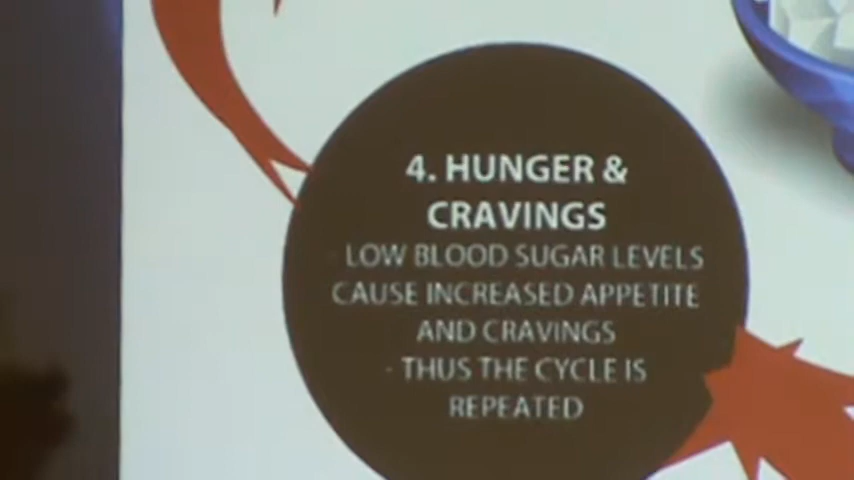 4. HUNGER &
CRAVINGS
- LOW BLOOD SUGAR LEVELS
CAUSE INCREASED APPETITE
AND CRAVINGS
- THUS THE CYCLE IS
REPEATED